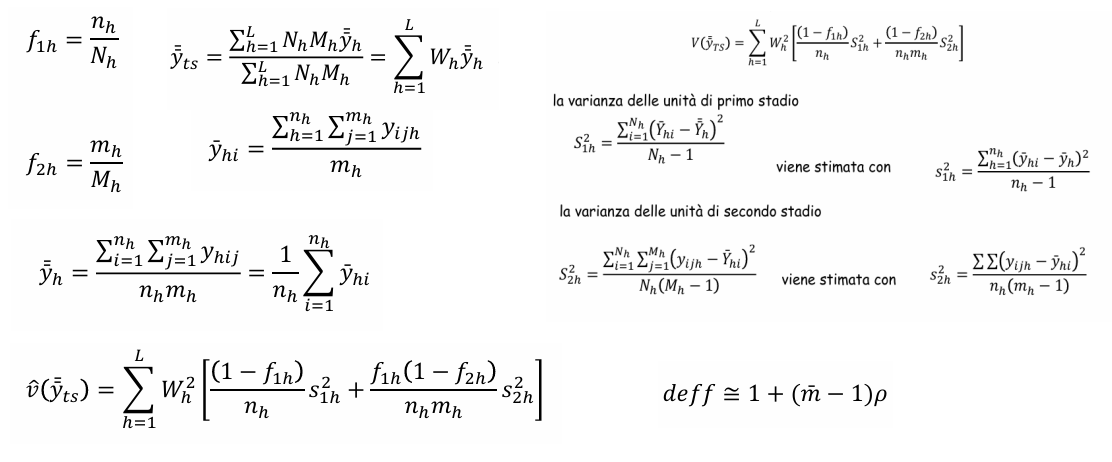 f_{1h} = \frac{n_h}{N_h}
\bar{\bar{y}}_{ts} = \frac{\sum_{h=1}^{L} N_h M_h \bar{\bar{y}}_h}{\sum_{h=1}^{L} N_h M_h} = \sum_{h=1}^{L} W_h \bar{\bar{y}}_h
f_{2h} = \frac{m_h}{M_h}
\bar{y}_{hi} = \frac{\sum_{h=1}^{n_h} \sum_{j=1}^{m_h} y_{ijh}}{m_h}
\bar{\bar{y}}_h = \frac{\sum_{i=1}^{n_h} \sum_{j=1}^{m_h} y_{hij}}{n_h m_h} = \frac{1}{n_h} \sum_{i=1}^{n_h} \bar{y}_{hi}
V(\bar{\bar{y}}_{TS}) = \sum_{h=1}^{L} W_h^2 \left[ \frac{(1 - f_{1h})}{n_h} S_{1h}^2 + \frac{(1 - f_{2h})}{n_h m_h} S_{2h}^2 \right]
la varianza delle unità di primo stadio
S_{1h}^2 = \frac{\sum_{i=1}^{N_h} (\bar{Y}_{hi} - \bar{\bar{Y}}_h)^2}{N_h - 1} viene stimata con s_{1h}^2 = \frac{\sum_{h=1}^{n_h} (\bar{y}_{hi} - \bar{y}_h)^2}{n_h - 1}
la varianza delle unità di secondo stadio
S_{2h}^2 = \frac{\sum_{i=1}^{N_h} \sum_{j=1}^{M_h} (y_{ijh} - \bar{Y}_{hi})^2}{N_h (M_h - 1)} viene stimata con s_{2h}^2 = \frac{\sum \sum (y_{ijh} - \bar{y}_{hi})^2}{n_h (m_h - 1)}
\hat{v}(\bar{\bar{y}}_{ts}) = \sum_{h=1}^{L} W_h^2 \left[ \frac{(1 - f_{1h})}{n_h} s_{1h}^2 + \frac{f_{1h}(1 - f_{2h})}{n_h m_h} s_{2h}^2 \right]
deff ≅ 1 + (\bar{m} - 1)ρ